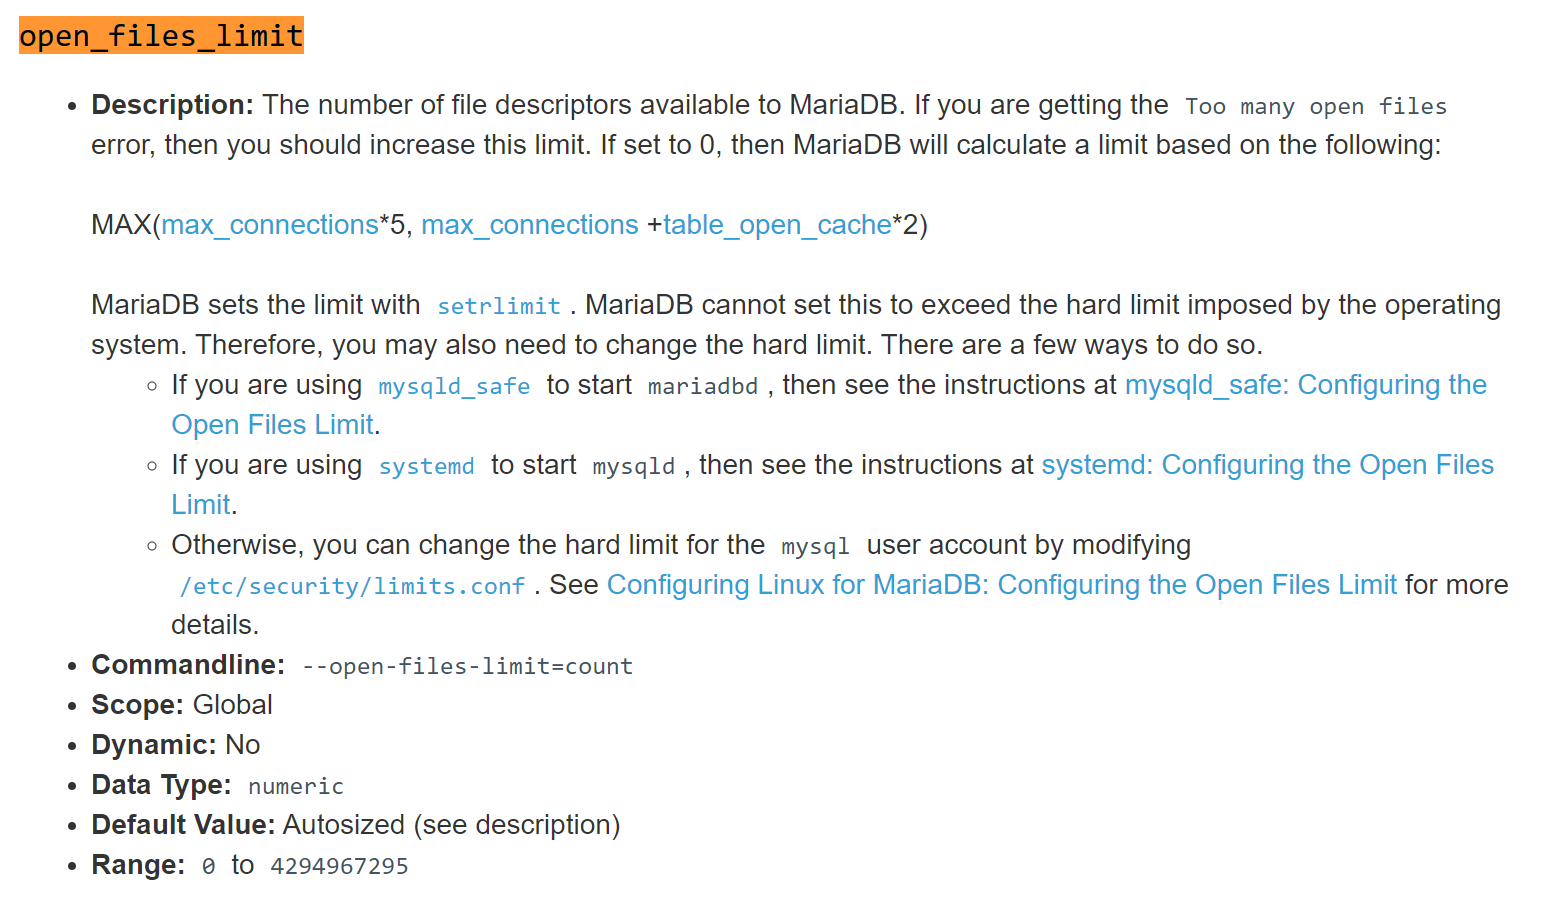 open_files_limit
Description: The number of file descriptors available to MariaDB. If you are getting the Too many open files
error, then you should increase this limit. If set to 0, then MariaDB will calculate a limit based on the following:
MAX(max_connections*5, max_connections +table_open_cache*2)
MariaDB sets the limit with setrlimit . MariaDB cannot set this to exceed the hard limit imposed by the operating
system. Therefore, you may also need to change the hard limit. There are a few ways to do so.
If you are using mysqld_safe to start mariadbd , then see the instructions at mysqld_safe: Configuring the
Open Files Limit.
If you are using systemd to start mysqld , then see the instructions at systemd: Configuring the Open Files
Limit.
Otherwise, you can change the hard limit for the mysql user account by modifying
/etc/security/limits.conf . See Configuring Linux for MariaDB: Configuring the Open Files Limit for more
details.
Commandline: --open-files-limit=count
Scope: Global
Dynamic: No
Data Type: numeric
Default Value: Autosized (see description)
Range: 0 to 4294967295